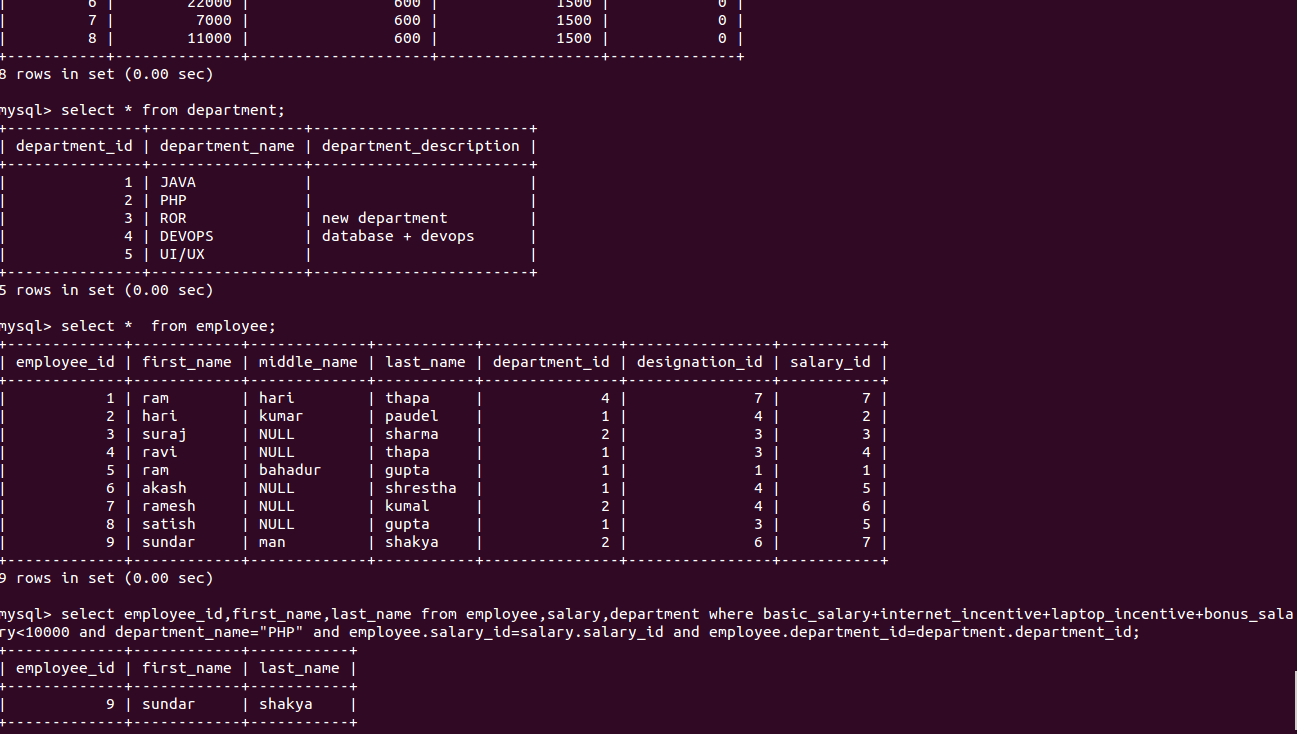 |         6 |        22000 |                600 |             1500 |            0 |
|         7 |         7000 |                600 |             1500 |            0 |
|         8 |        11000 |                600 |             1500 |            0 |
+-----------+--------------+--------------------+------------------+--------------+
8 rows in set (0.00 sec)
mysql> select * from department;
+---------------+-----------------+------------------------+
| department_id | department_name | department_description |
+---------------+-----------------+------------------------+
|             1 | JAVA            |                        |
|             2 | PHP             |                        |
|             3 | ROR             | new department         |
|             4 | DEVOPS          | database + devops      |
|             5 | UI/UX           |                        |
+---------------+-----------------+------------------------+
5 rows in set (0.00 sec)
mysql> select *  from employee;
+-------------+------------+-------------+-----------+---------------+----------------+-----------+
| employee_id | first_name | middle_name | last_name | department_id | designation_id | salary_id |
+-------------+------------+-------------+-----------+---------------+----------------+-----------+
|           1 | ram        | hari        | thapa     |             4 |              7 |         7 |
|           2 | hari       | kumar       | paudel    |             1 |              4 |         2 |
|           3 | suraj      | NULL        | sharma    |             2 |              3 |         3 |
|           4 | ravi       | NULL        | thapa     |             1 |              3 |         4 |
|           5 | ram        | bahadur     | gupta     |             1 |              1 |         1 |
|           6 | akash      | NULL        | shrestha  |             1 |              4 |         5 |
|           7 | ramesh     | NULL        | kumal     |             2 |              4 |         6 |
|           8 | satish     | NULL        | gupta     |             1 |              3 |         5 |
|           9 | sundar     | man         | shakya    |             2 |              6 |         7 |
+-------------+------------+-------------+-----------+---------------+----------------+-----------+
9 rows in set (0.00 sec)
mysql> select employee_id,first_name,last_name from employee,salary,department where basic_salary+internet_incentive+laptop_incentive+bonus_sala
ry<10000 and department_name="PHP" and employee.salary_id=salary.salary_id and employee.department_id=department.department_id;
+-------------+------------+-----------+
| employee_id | first_name | last_name |
+-------------+------------+-----------+
|           9 | sundar     | shakya    |
+-------------+------------+-----------+